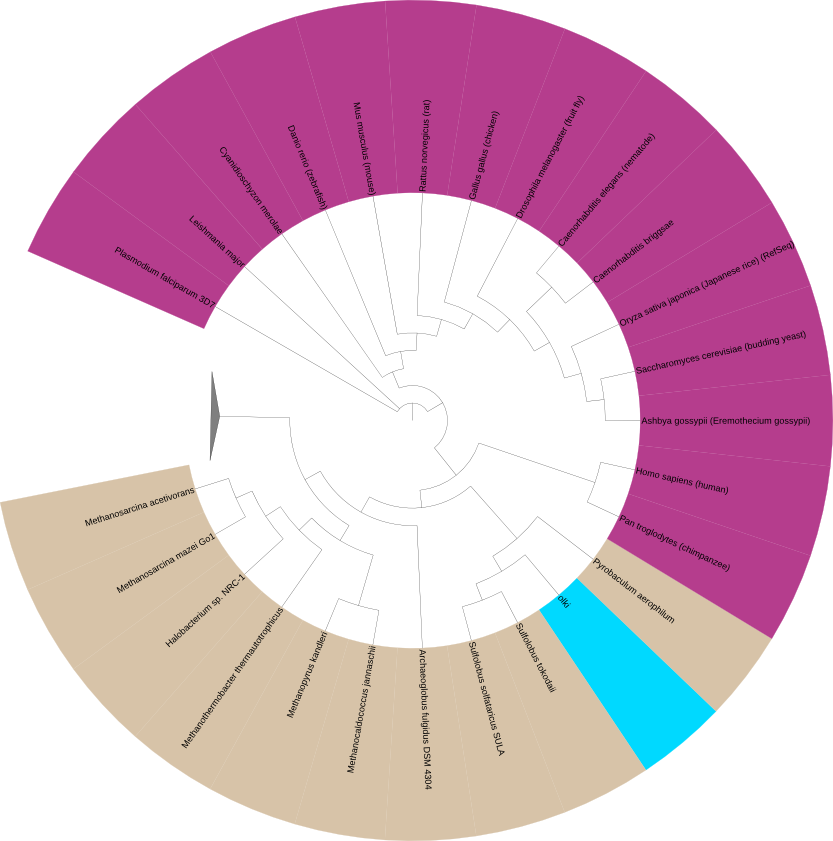 Plasmodium falciparum 3D7
Leishmania major
Cyanidioschyzon merolae
Danio rerio (zebrafish)
Mus musculus (mouse)
Rattus norvegicus (rat)
Gallus gallus (chicken)
Drosophila melanogaster (fruit fly)
Caenorhabditis elegans (nematode)
Caenorhabditis briggsae
Oryza sativa japonica (Japanese rice) (RefSeq)
Saccharomyces cerevisiae (budding yeast)
Ashbya gossypii (Eremothecium gossypii)
Homo sapiens (human)
Pan troglodytes (chimpanzee)
Pyrobaculum aerophilum
olki
Sulfolobus tokodaii
Sulfolobus solfataricus SULA
Archaeoglobus fulgidus DSM 4304
Methanocaldococcus jannaschii
Methanopyrus kandleri
Methanothermobacter thermautotrophicus
Halobacterium sp. NRC-1
Methanosarcina mazei Go1
Methanosarcina acetivorans